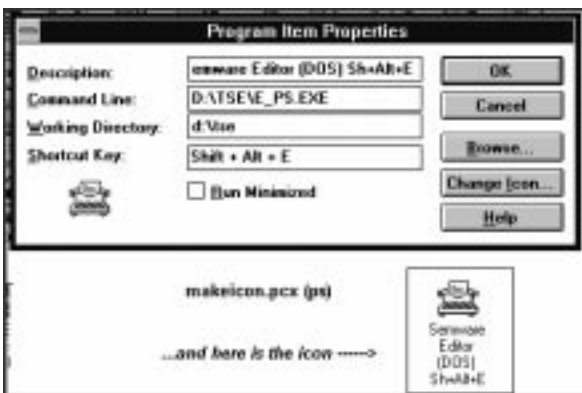 Program Item Properties
Description: emware Editor (DOS) Sh+Alt+E
OK
Command Line: D:\TSE\E_PS.EXE
Cancel
Working Directory: d:\tse
Shortcut Key: Shift + Alt + E
Browse...
Run Minimized
Change Icon...
Help
makeicon.pcx (ps)
...and here is the icon ----->
Semware
Editor
(DOS)
Sh+Alt+E